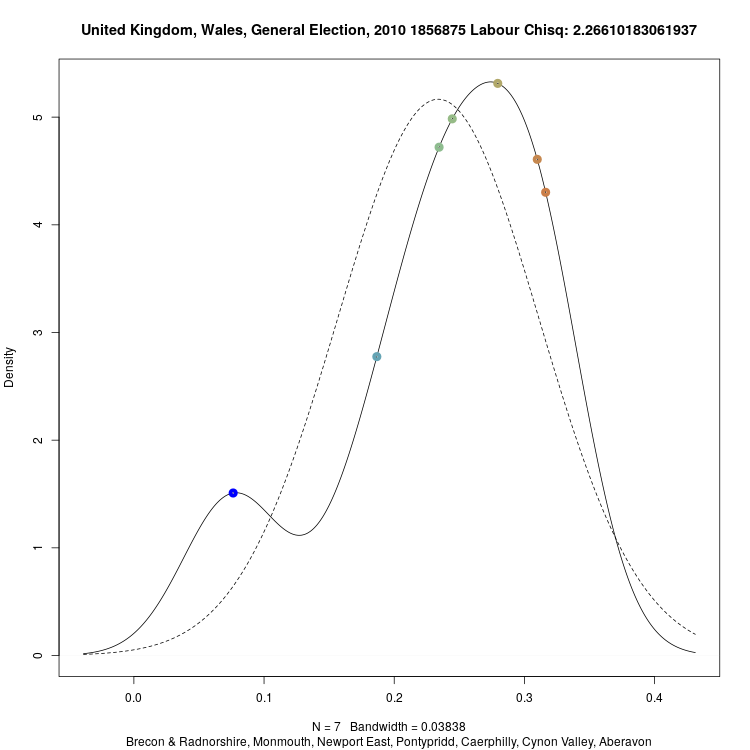 United Kingdom, Wales, General Election, 2010 1856875 Labour Chisq: 2.26610183061937
5
4
3
2
1
0
Density
0.0 0.1 0.2 0.3 0.4
N = 7 Bandwidth = 0.03838
Brecon & Radnorshire, Monmouth, Newport East, Pontypridd, Caerphilly, Cynon Valley, Aberavon